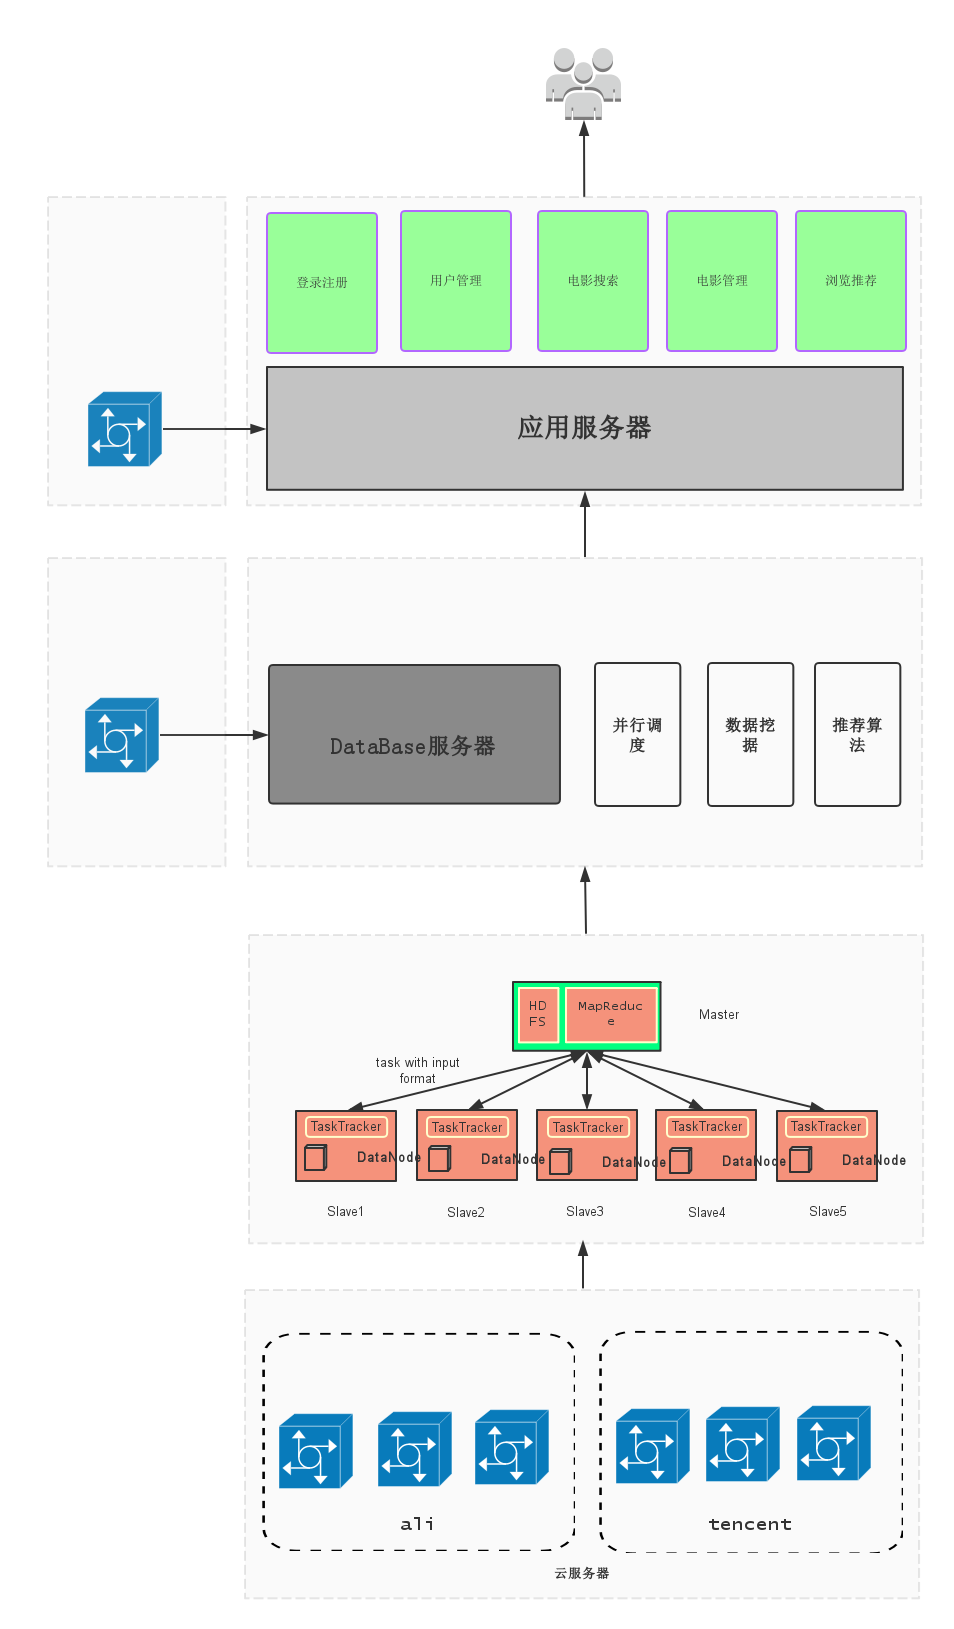 登录注册
用户管理
电影搜索
电影管理
浏览推荐
应用服务器
DataBase服务器
并行调
度
数据挖
据
推荐算
法
HD
FS
MapReduc
e
Master
task with input
format
TaskTracker
DataNode
TaskTracker
DataNode
TaskTracker
DataNode
TaskTracker
DataNode
TaskTracker
DataNode
Slave1
Slave2
Slave3
Slave4
Slave5
ali
tencent
云服务器